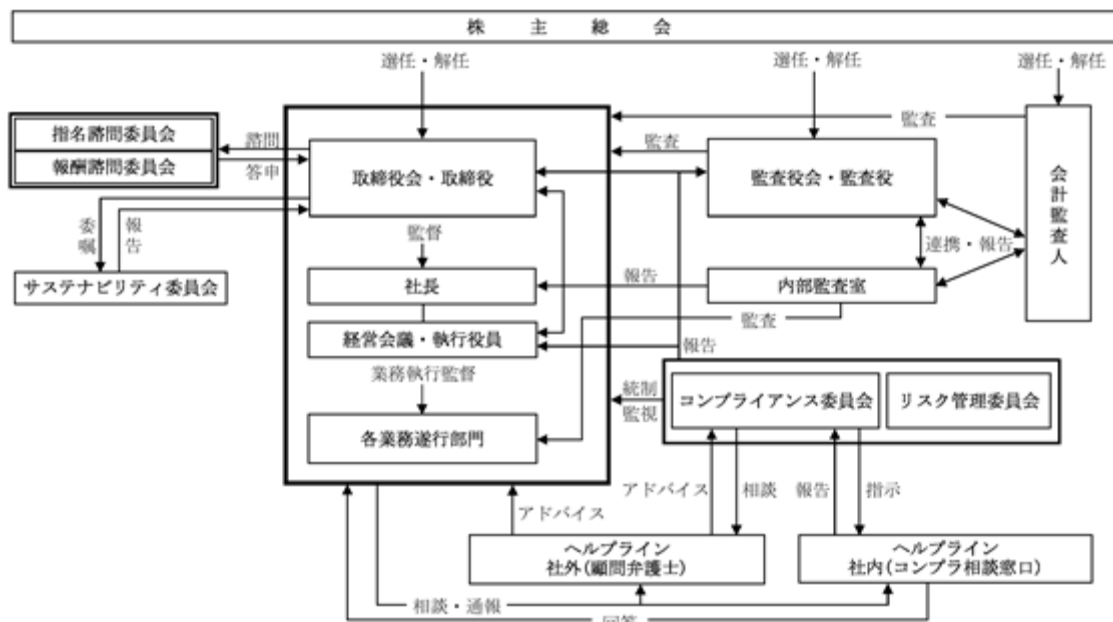 株主総会
選任・解任
選任・解任
選任・解任
指名諮問委員会
報酬諮問委員会
諮問
答申
取締役会・取締役
監査
監査
監査役会・監査役
会計監査人
委嘱
報告
監督
連携・報告
サステナビリティ委員会
社長
報告
内部監査室
経営会議・執行役員
監査
報告
業務執行監督
統制
監視
コンプライアンス委員会
リスク管理委員会
各業務遂行部門
アドバイス
アドバイス
相談
報告
指示
ヘルプライン
社外(顧問弁護士)
ヘルプライン
社内(コンプラ相談窓口)
相談・通報
回答